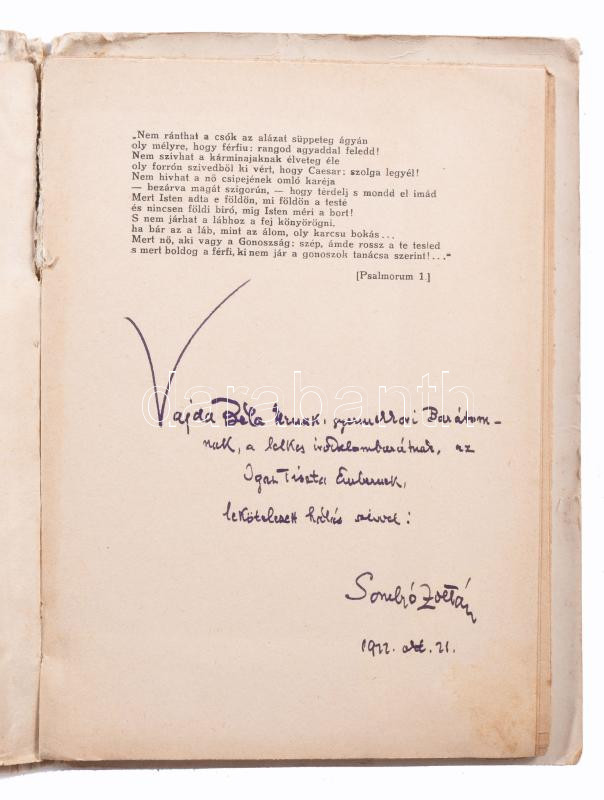 „Nem ránthat a csók az alázat süppeteg ágyán
oly mélyre, hogy férfiu: rangod agyaddal feledd!
Nem szivhat a kárminajaknak élveteg éle
oly forrón szivedből ki vért, hogy Caesar: szolga legyél!
Nem hivhat a nő csipejének omló karéja
— bezárva magát szigorún, — hogy térdelj s mondd el imád
Mert Isten adta e földön, mi földön a testé
és nincsen földi biró, míg Isten méri a bort!
S nem járhat a lábhoz a fej könyörögni,
ha bár az a láb, mint az álom, oly karcsu bokás...
Mert nő, aki vagy a Gonoszság: szép, ámde rossz a te tested
s mert boldog a férfi, ki nem jár a gonoszok tanácsa szerint!...“
[Psalmorum 1.]
darabanth
Vajda Béla Urnak, gyermekkori Barátom-
nak, a lelkes irodalombarátnak, az
Igaz Tiszta Embernek,
lekötelezett hálás szivvel:
Somlyó Zoltán
1922. okt. 21.